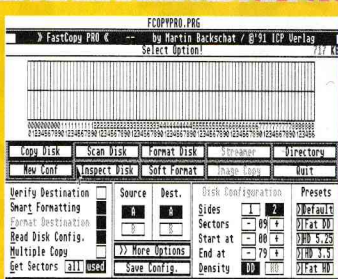 FCOPYPRO.PRG
» FastCopy PRO « -- by Martin Backschat / ©'91 ICP Verlag
Select Option! 717 K
00000000001111111111222222222233333333334444444444555555555566666666667777777777888888
01234567890123456789012345678901234567890123456789012345678901234567890123456789012345
Copy Disk Scan Disk Format Disk Streamer Directory
New Conf Inspect Disk Soft Format Image Copy Quit
Verify Destination Source Dest. Disk Configuration Presets
Smart Formatting A A Sides 1 2 Default
Format Destination B B Sectors - 09 + Fat DD
Read Disk Config. Start at - 00 + HD 5.25
Multiple Copy >> More Options End at - 79 + HD 3.5
Get Sectors all used Save Config. Density DD HD Fat HD